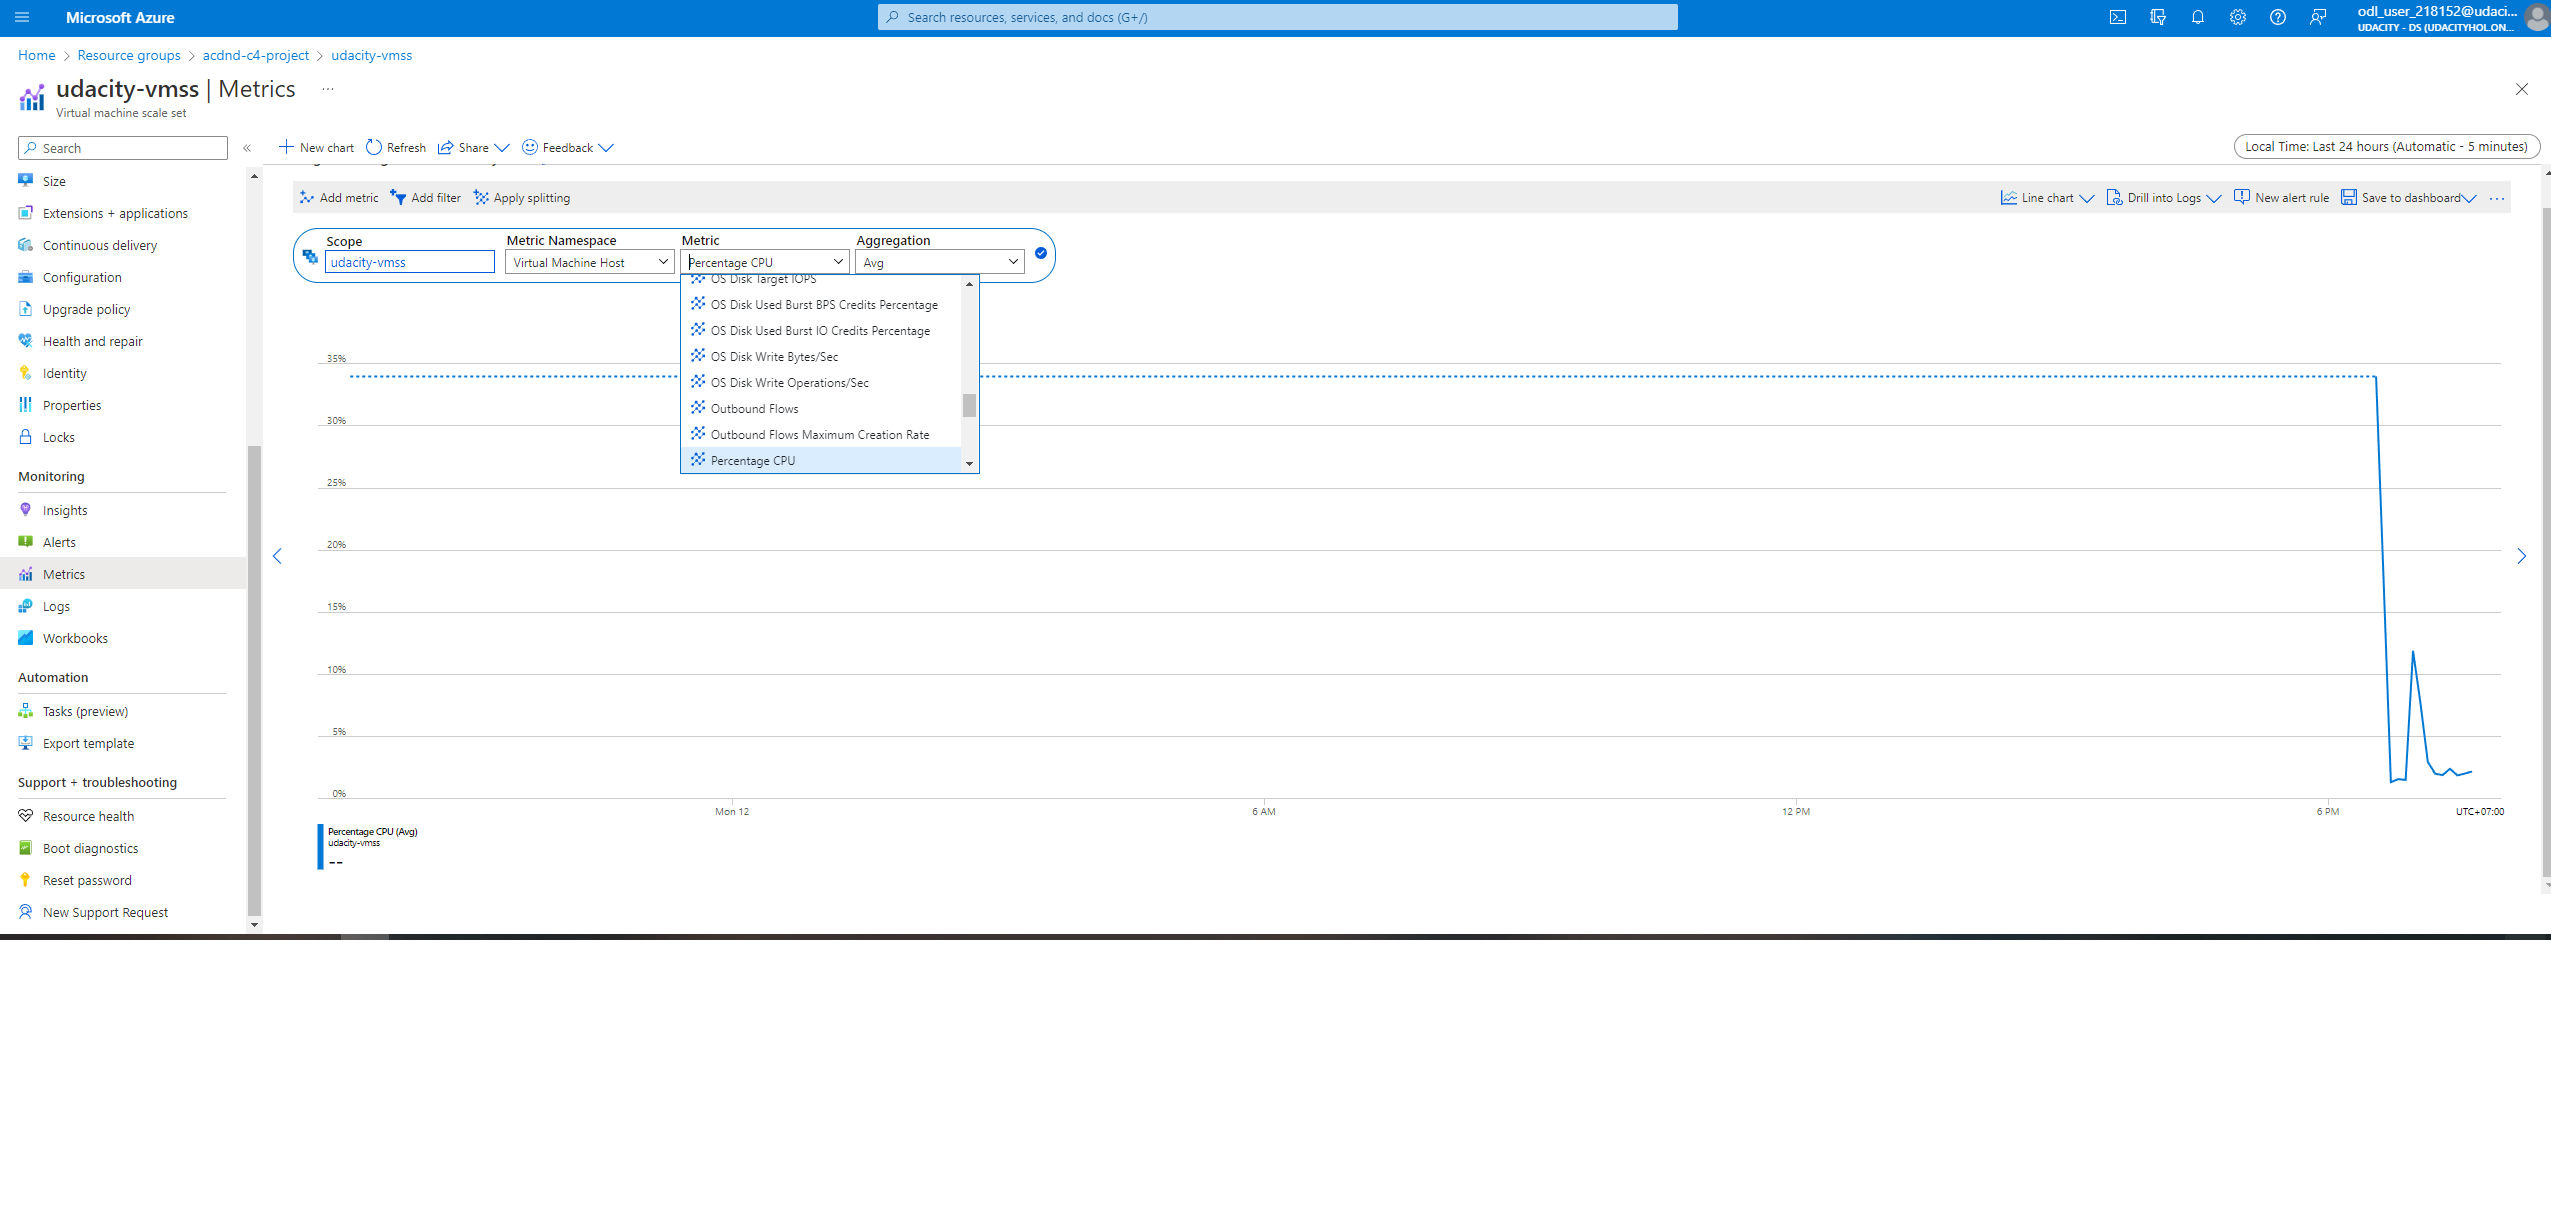 Microsoft Azure
Search resources, services, and docs (G+/)
odl_user_218152@udaci...
UDACITY - DS (UDACITYHOL.ON...
Home > Resource groups > acdnd-c4-project > udacity-vmss
udacity-vmss | Metrics ...
Virtual machine scale set
Search
«
New chart
Refresh
Share
Feedback
Local Time: Last 24 hours (Automatic - 5 minutes)
Size
Extensions + applications
Continuous delivery
Configuration
Upgrade policy
Health and repair
Identity
Properties
Locks
Monitoring
Insights
Alerts
Metrics
Logs
Workbooks
Automation
Tasks (preview)
Export template
Support + troubleshooting
Resource health
Boot diagnostics
Reset password
New Support Request
Add metric
Add filter
Apply splitting
Line chart
Drill into Logs
New alert rule
Save to dashboard
...
Scope
udacity-vmss
Metric Namespace
Virtual Machine Host
Metric
Percentage CPU
Aggregation
Avg
OS Disk Target IOPS
OS Disk Used Burst BPS Credits Percentage
OS Disk Used Burst IO Credits Percentage
OS Disk Write Bytes/Sec
OS Disk Write Operations/Sec
Outbound Flows
Outbound Flows Maximum Creation Rate
Percentage CPU
35%
30%
25%
20%
15%
10%
5%
0%
Mon 12
6 AM
12 PM
6 PM
UTC+07:00
Percentage CPU (Avg)
udacity-vmss
--